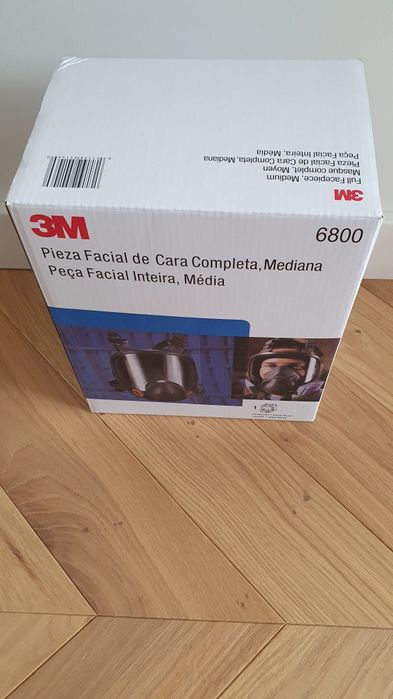 Full Facepiece, Medium
Masque complet, Moyen
Pieza Facial de Cara Completa, Mediana
Peça Facial Inteira, Média
3M
3M
6800
Pieza Facial de Cara Completa, Mediana
Peça Facial Inteira, Média
1